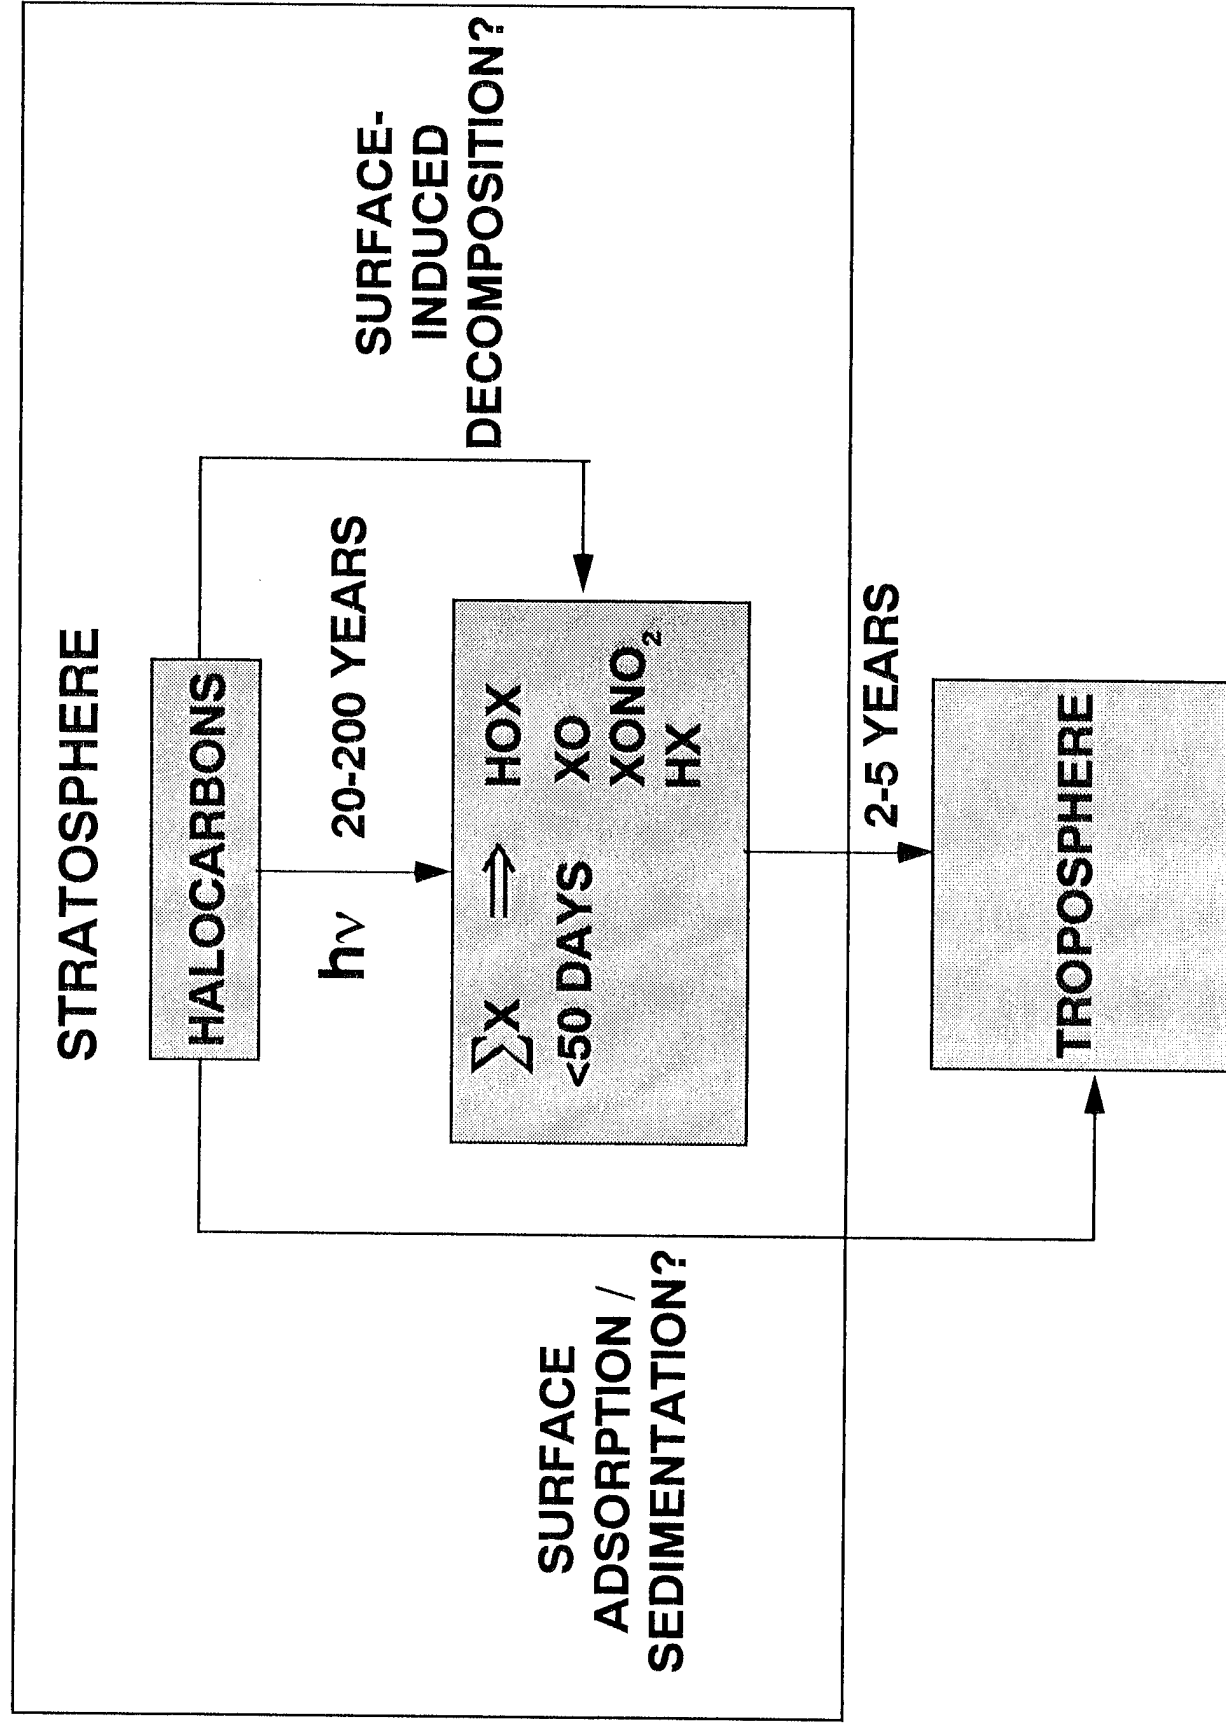 STRATOSPHERE
HALOCARBONS
hν 20-200 YEARS
SURFACE-
INDUCED
DECOMPOSITION?
∑X ⇒ HOX
<50 DAYS XO
XONO₂
HX
SURFACE
ADSORPTION /
SEDIMENTATION?
2-5 YEARS
TROPOSPHERE